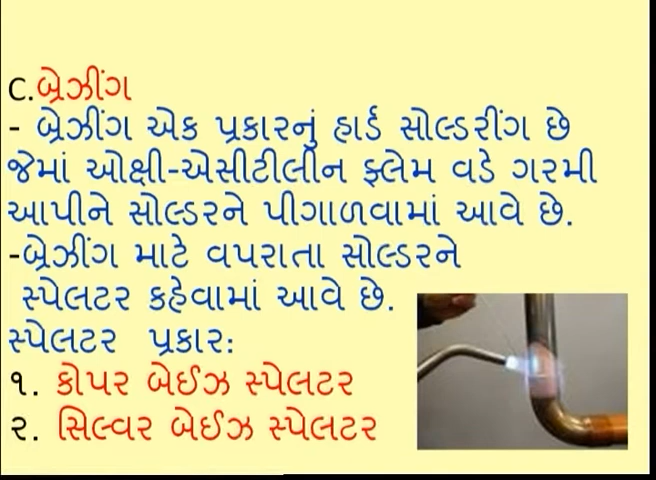 C.બ્રેઝીંગ
- બ્રેઝીંગ એક પ્રકારનું હાર્ડ સોલ્ડરીંગ છે
જેમાં ઓક્ષી-એસીટીલીન ફ્લેમ વડે ગરમી
આપીને સોલ્ડરને પીગાળવામાં આવે છે.
-બ્રેઝીંગ માટે વપરાતા સોલ્ડરને
સ્પેલટર કહેવામાં આવે છે.
સ્પેલટર પ્રકાર:
૧. કોપર બેઈઝ સ્પેલટર
૨. સિલ્વર બેઈઝ સ્પેલટર